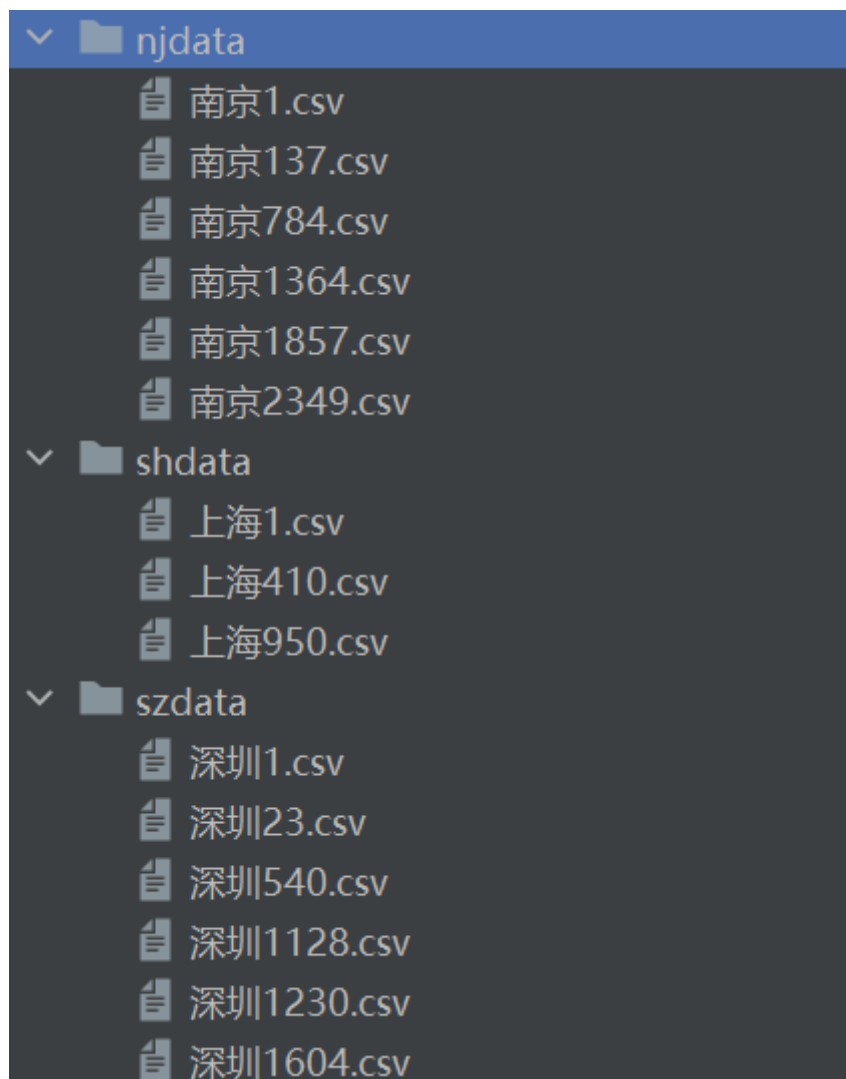 njdata
南京1.csv
南京137.csv
南京784.csv
南京1364.csv
南京1857.csv
南京2349.csv
shdata
上海1.csv
上海410.csv
上海950.csv
szdata
深圳1.csv
深圳23.csv
深圳540.csv
深圳1128.csv
深圳1230.csv
深圳1604.csv